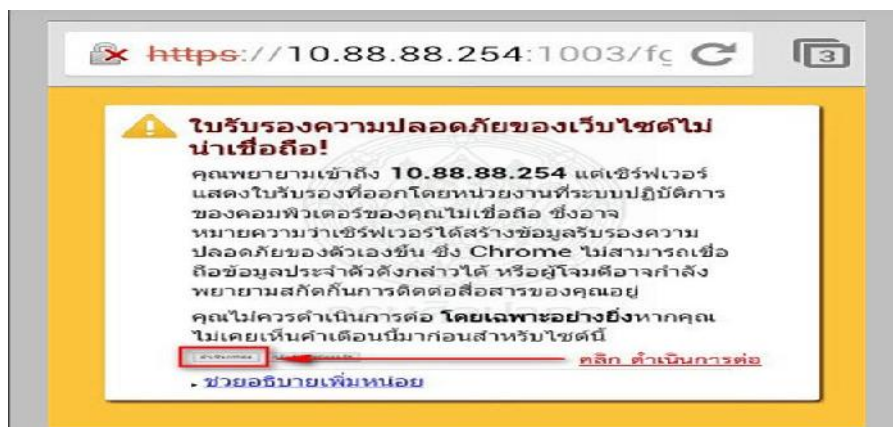 https://10.88.88.254:1003/fg
3
ใบรับรองความปลอดภัยของเว็บไซต์ไม่
น่าเชื่อถือ!
คุณพยายามเข้าถึง 10.88.88.254 แต่เซิร์ฟเวอร์
แสดงใบรับรองที่ออกโดยหน่วยงานที่ระบบปฏิบัติการ
ของคอมพิวเตอร์ของคุณไม่เชื่อถือ ซึ่งอาจ
หมายความว่าเซิร์ฟเวอร์ได้สร้างข้อมูลรับรองความ
ปลอดภัยของตัวเองขึ้น ซึ่ง Chrome ไม่สามารถเชื่อ
ถือข้อมูลประจำตัวดังกล่าวได้ หรือผู้โจมตีอาจกำลัง
พยายามสกัดกั้นการติดต่อสื่อสารของคุณอยู่
คุณไม่ควรดำเนินการต่อ โดยเฉพาะอย่างยิ่งหากคุณ
ไม่เคยเห็นคำเตือนนี้มาก่อนสำหรับไซต์นี้
ดำเนินการต่อ
คลิก ดำเนินการต่อ
ช่วยอธิบายเพิ่มหน่อย